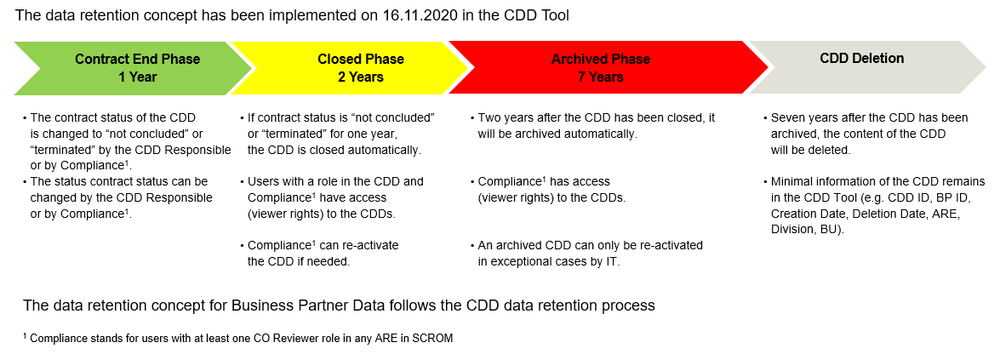 The data retention concept has been implemented on 16.11.2020 in the CDD Tool
Contract End Phase
1 Year
Closed Phase
2 Years
Archived Phase
7 Years
CDD Deletion
• The contract status of the CDD
is changed to “not concluded” or
“terminated” by the CDD Responsible
or by Compliance¹.
• The status contract status can be
changed by the CDD Responsible
or by Compliance¹.
• If contract status is “not concluded”
or “terminated” for one year,
the CDD is closed automatically.
• Users with a role in the CDD and
Compliance¹ have access
(viewer rights) to the CDDs.
• Compliance¹ can re-activate
the CDD if needed.
• Two years after the CDD has been closed, it
will be archived automatically.
• Compliance¹ has access
(viewer rights) to the CDDs.
• An archived CDD can only be re-activated
in exceptional cases by IT.
• Seven years after the CDD has been
archived, the content of the CDD
will be deleted.
• Minimal information of the CDD remains
in the CDD Tool (e.g. CDD ID, BP ID,
Creation Date, Deletion Date, ARE,
Division, BU).
The data retention concept for Business Partner Data follows the CDD data retention process
¹ Compliance stands for users with at least one CO Reviewer role in any ARE in SCROM